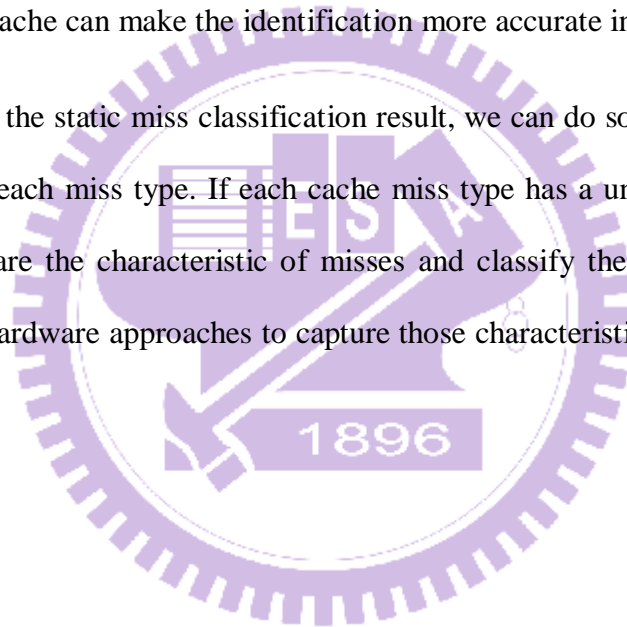 ache can make the identification more accurate in
the static miss classification result, we can do so
each miss type. If each cache miss type has a un
are the characteristic of misses and classify the
ardware approaches to capture those characteristi
E S A
1896